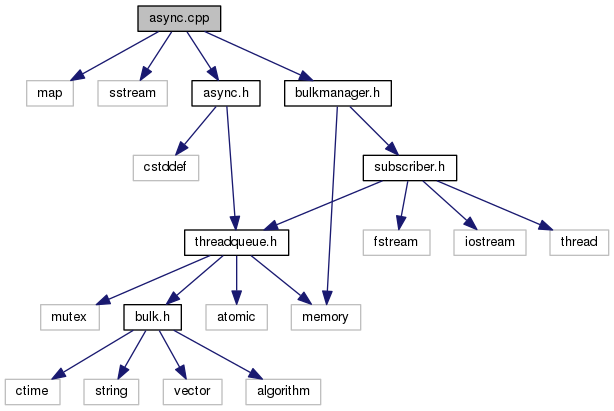 async.cpp
map
sstream
async.h
bulkmanager.h
cstddef
subscriber.h
threadqueue.h
fstream
iostream
thread
mutex
bulk.h
atomic
memory
ctime
string
vector
algorithm